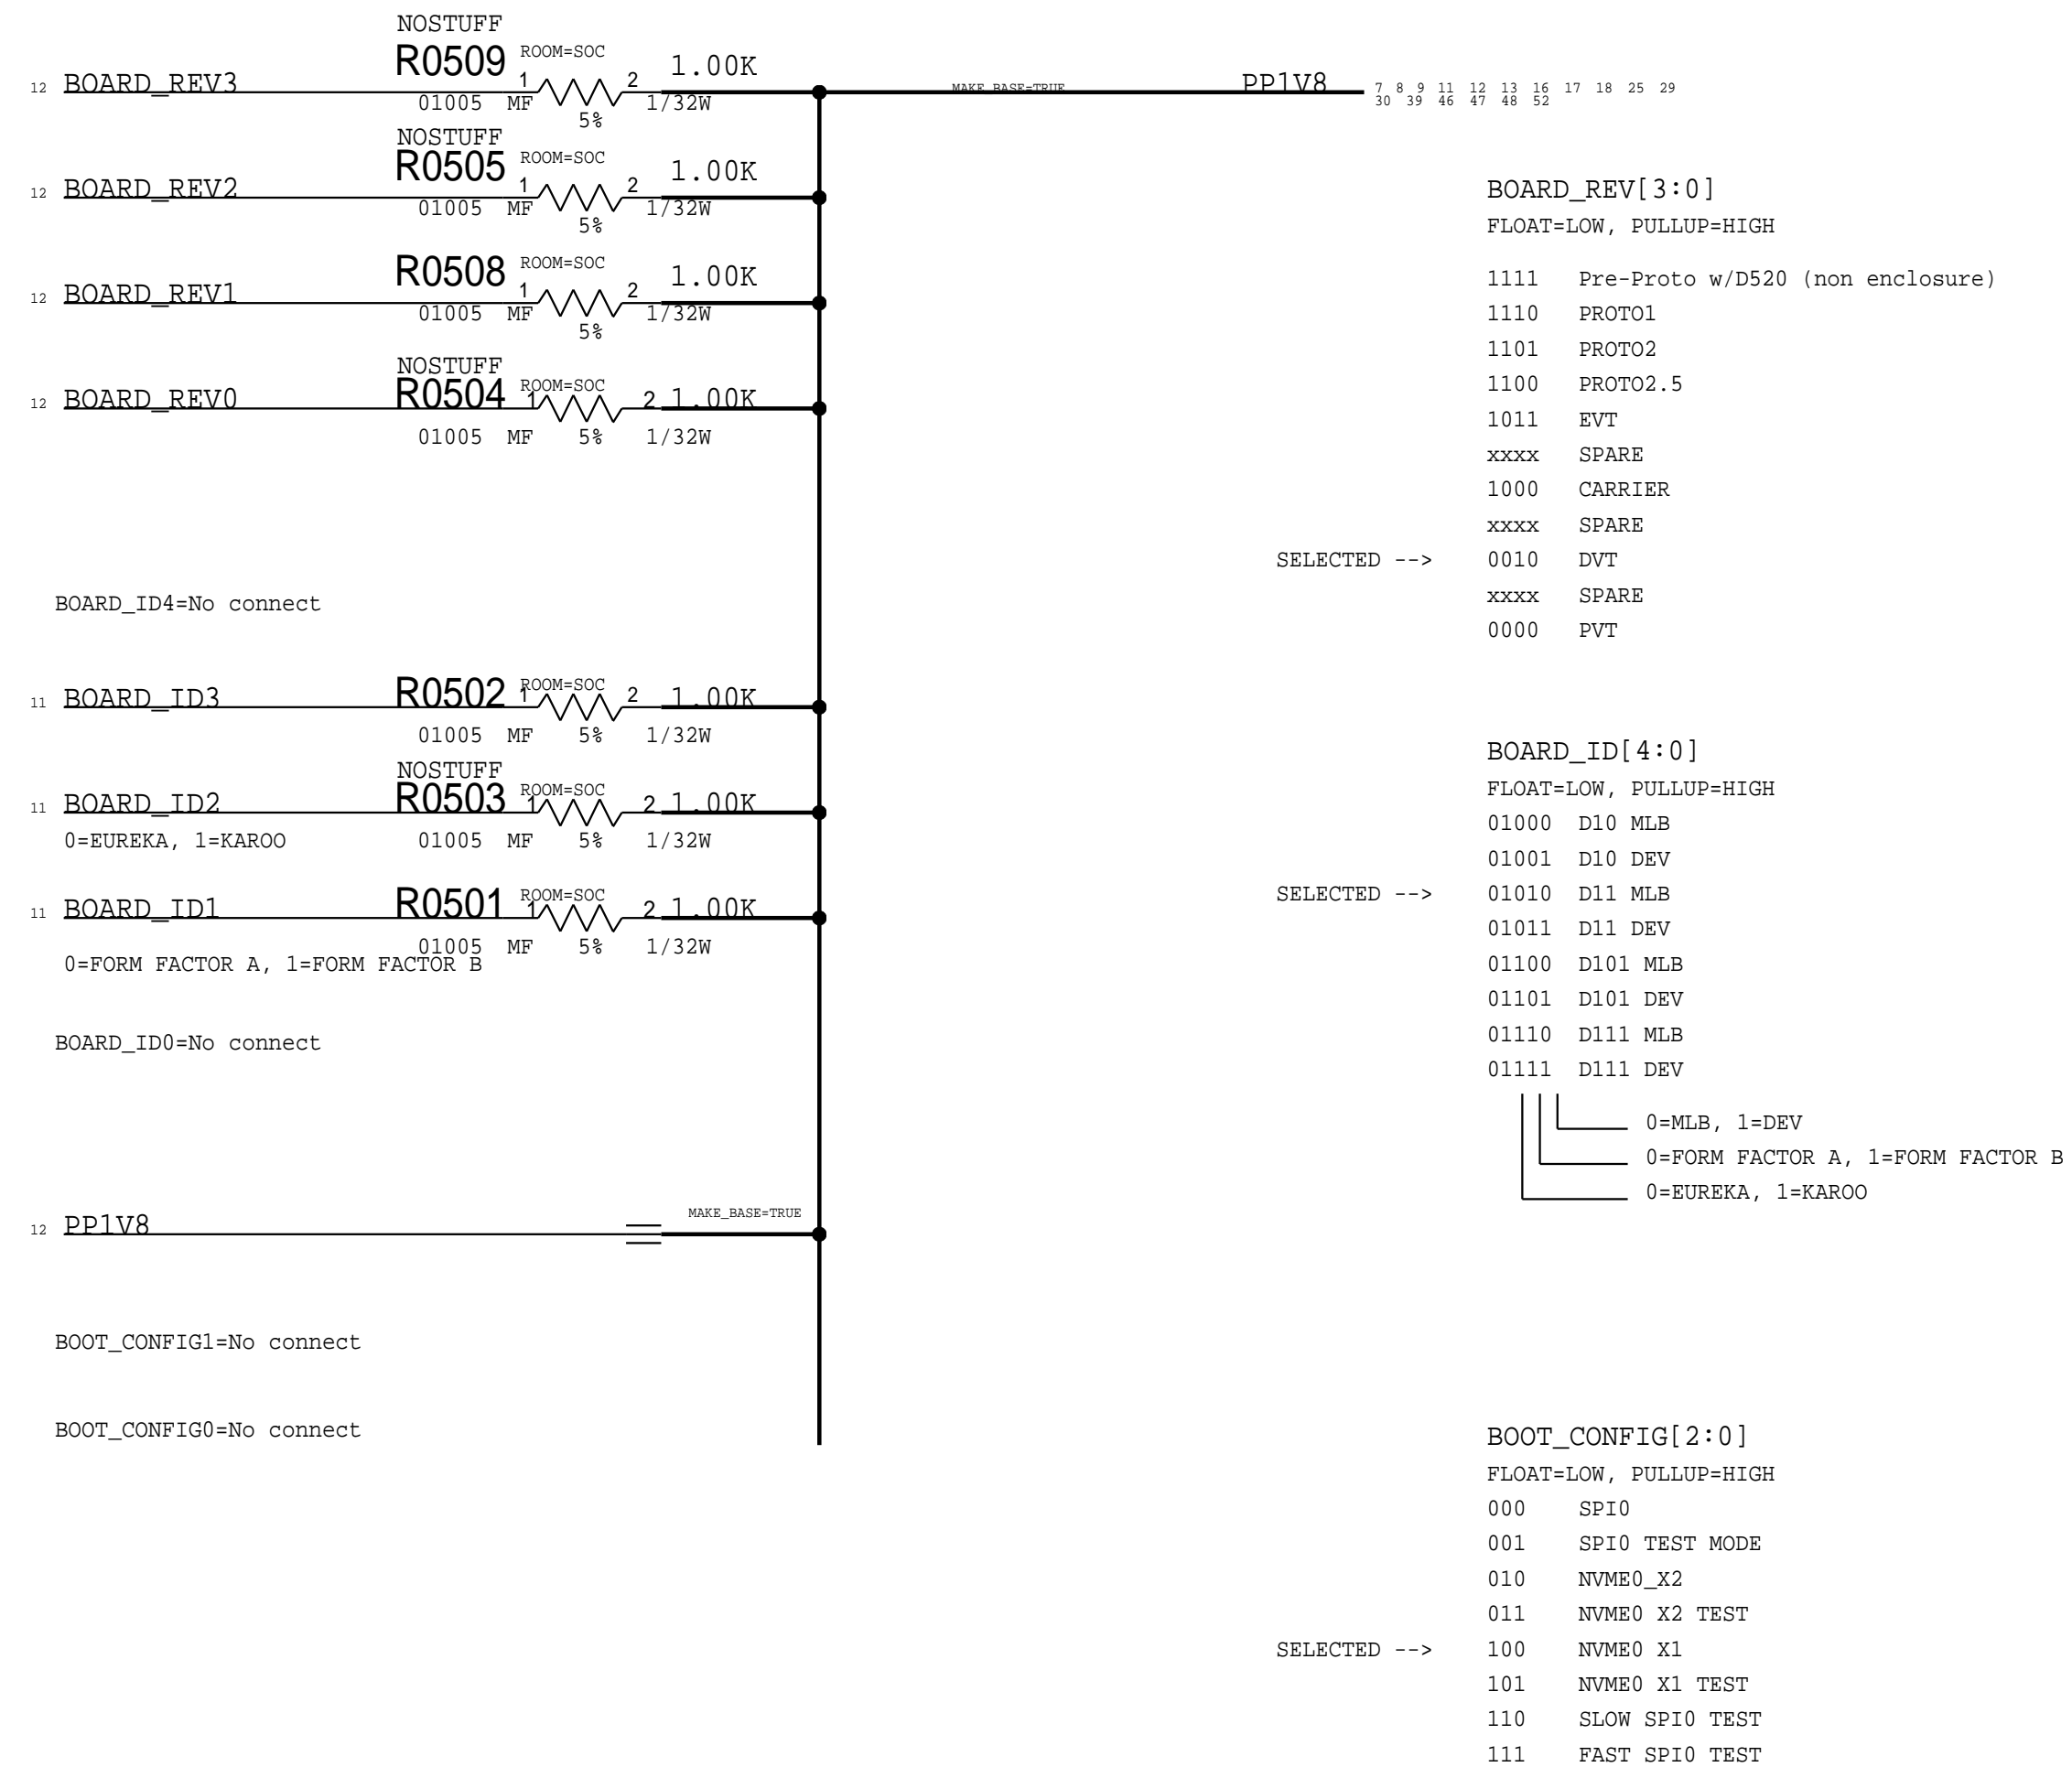 NOSTUFF
R0509 ROOM=SOC 1.00K
12 BOARD_REV3 1 2 MAKE_BASE=TRUE PP1V8 7 8 9 11 12 13 16 17 18 25 29
01005 MF 5% 1/32W 30 39 46 47 48 52
NOSTUFF
R0505 ROOM=SOC 1.00K
12 BOARD_REV2 1 2
01005 MF 5% 1/32W
R0508 ROOM=SOC 1.00K
12 BOARD_REV1 1 2
01005 MF 5% 1/32W
NOSTUFF
12 BOARD_REV0 R0504 ROOM=SOC 1 2 1.00K
01005 MF 5% 1/32W
BOARD_ID4=No connect
11 BOARD_ID3 R0502 ROOM=SOC 1 2 1.00K
01005 MF 5% 1/32W
NOSTUFF
11 BOARD_ID2 R0503 ROOM=SOC 1 2 1.00K
0=EUREKA, 1=KAROO 01005 MF 5% 1/32W
11 BOARD_ID1 R0501 ROOM=SOC 1 2 1.00K
01005 MF 5% 1/32W
0=FORM FACTOR A, 1=FORM FACTOR B
BOARD_ID0=No connect
12 PP1V8 MAKE_BASE=TRUE
BOOT_CONFIG1=No connect
BOOT_CONFIG0=No connect
BOARD_REV[3:0]
FLOAT=LOW, PULLUP=HIGH
1111 Pre-Proto w/D520 (non enclosure)
1110 PROTO1
1101 PROTO2
1100 PROTO2.5
1011 EVT
xxxx SPARE
1000 CARRIER
xxxx SPARE
SELECTED --> 0010 DVT
xxxx SPARE
0000 PVT
BOARD_ID[4:0]
FLOAT=LOW, PULLUP=HIGH
01000 D10 MLB
01001 D10 DEV
SELECTED --> 01010 D11 MLB
01011 D11 DEV
01100 D101 MLB
01101 D101 DEV
01110 D111 MLB
01111 D111 DEV
0=MLB, 1=DEV
0=FORM FACTOR A, 1=FORM FACTOR B
0=EUREKA, 1=KAROO
BOOT_CONFIG[2:0]
FLOAT=LOW, PULLUP=HIGH
000 SPI0
001 SPI0 TEST MODE
010 NVME0_X2
011 NVME0 X2 TEST
SELECTED --> 100 NVME0 X1
101 NVME0 X1 TEST
110 SLOW SPI0 TEST
111 FAST SPI0 TEST